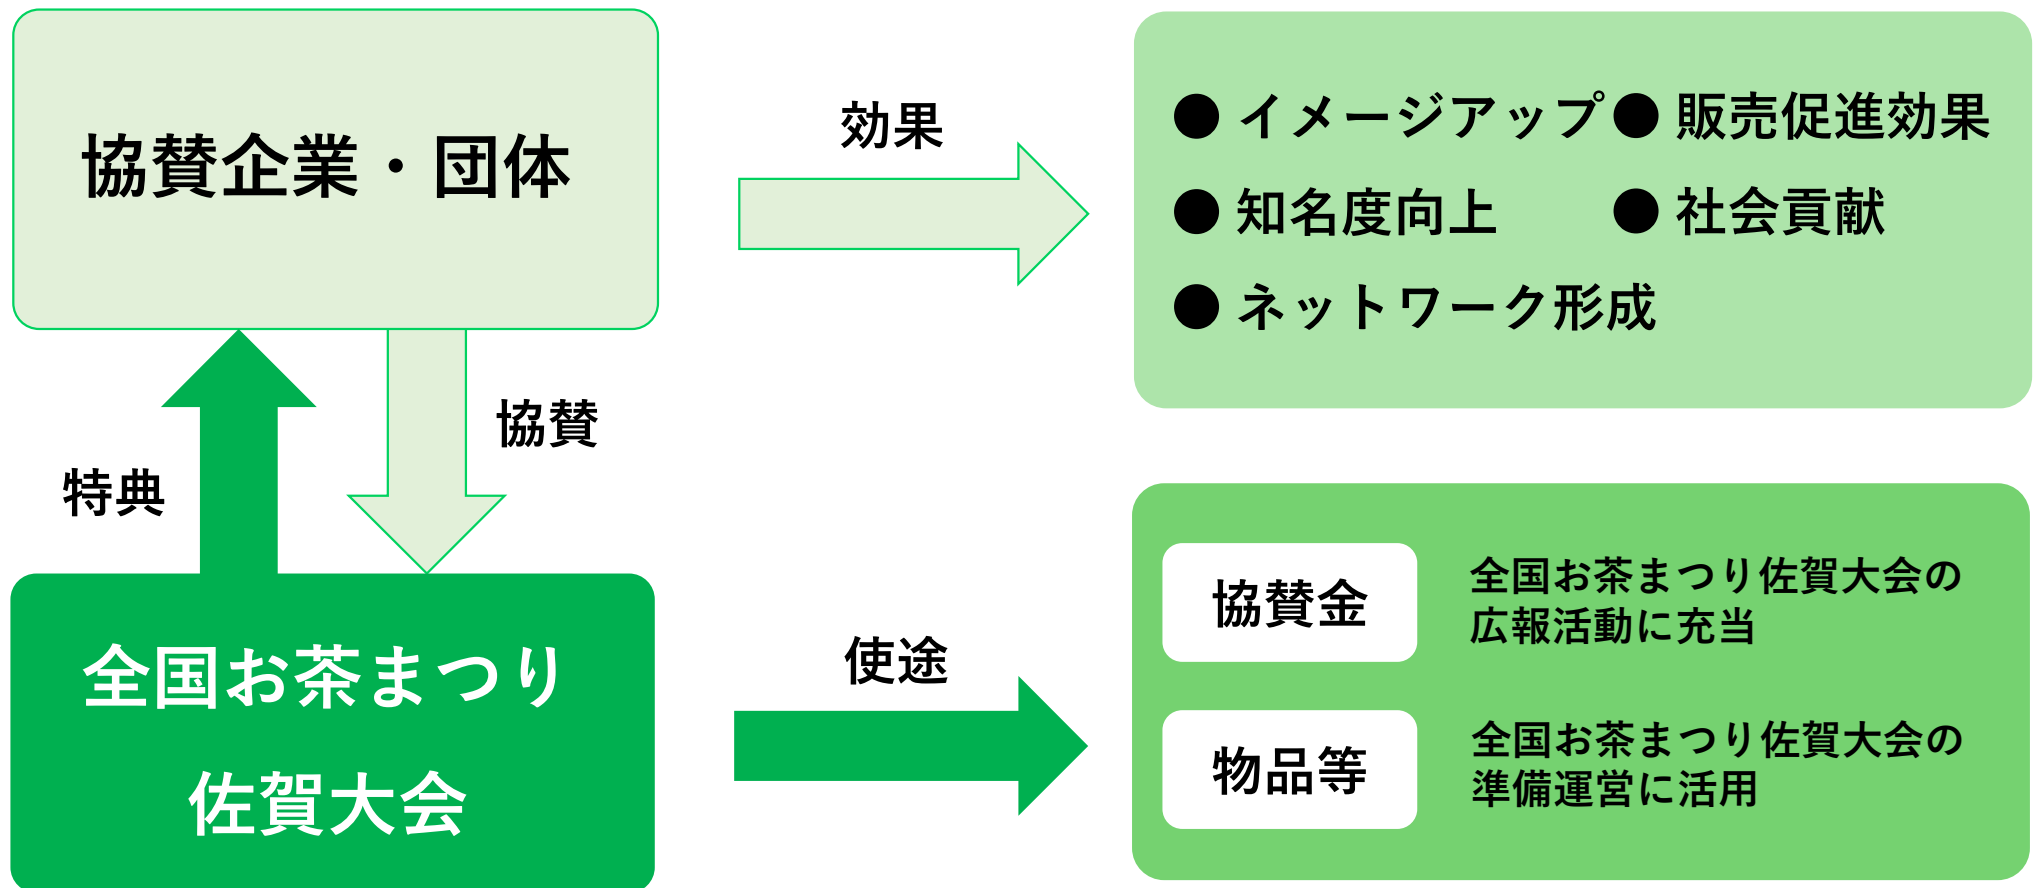 協賛企業・団体
効果
● イメージアップ ● 販売促進効果
● 知名度向上 ● 社会貢献
● ネットワーク形成
協賛
特典
全国お茶まつり
佐賀大会
使途
協賛金
全国お茶まつり佐賀大会の
広報活動に充当
物品等
全国お茶まつり佐賀大会の
準備運営に活用